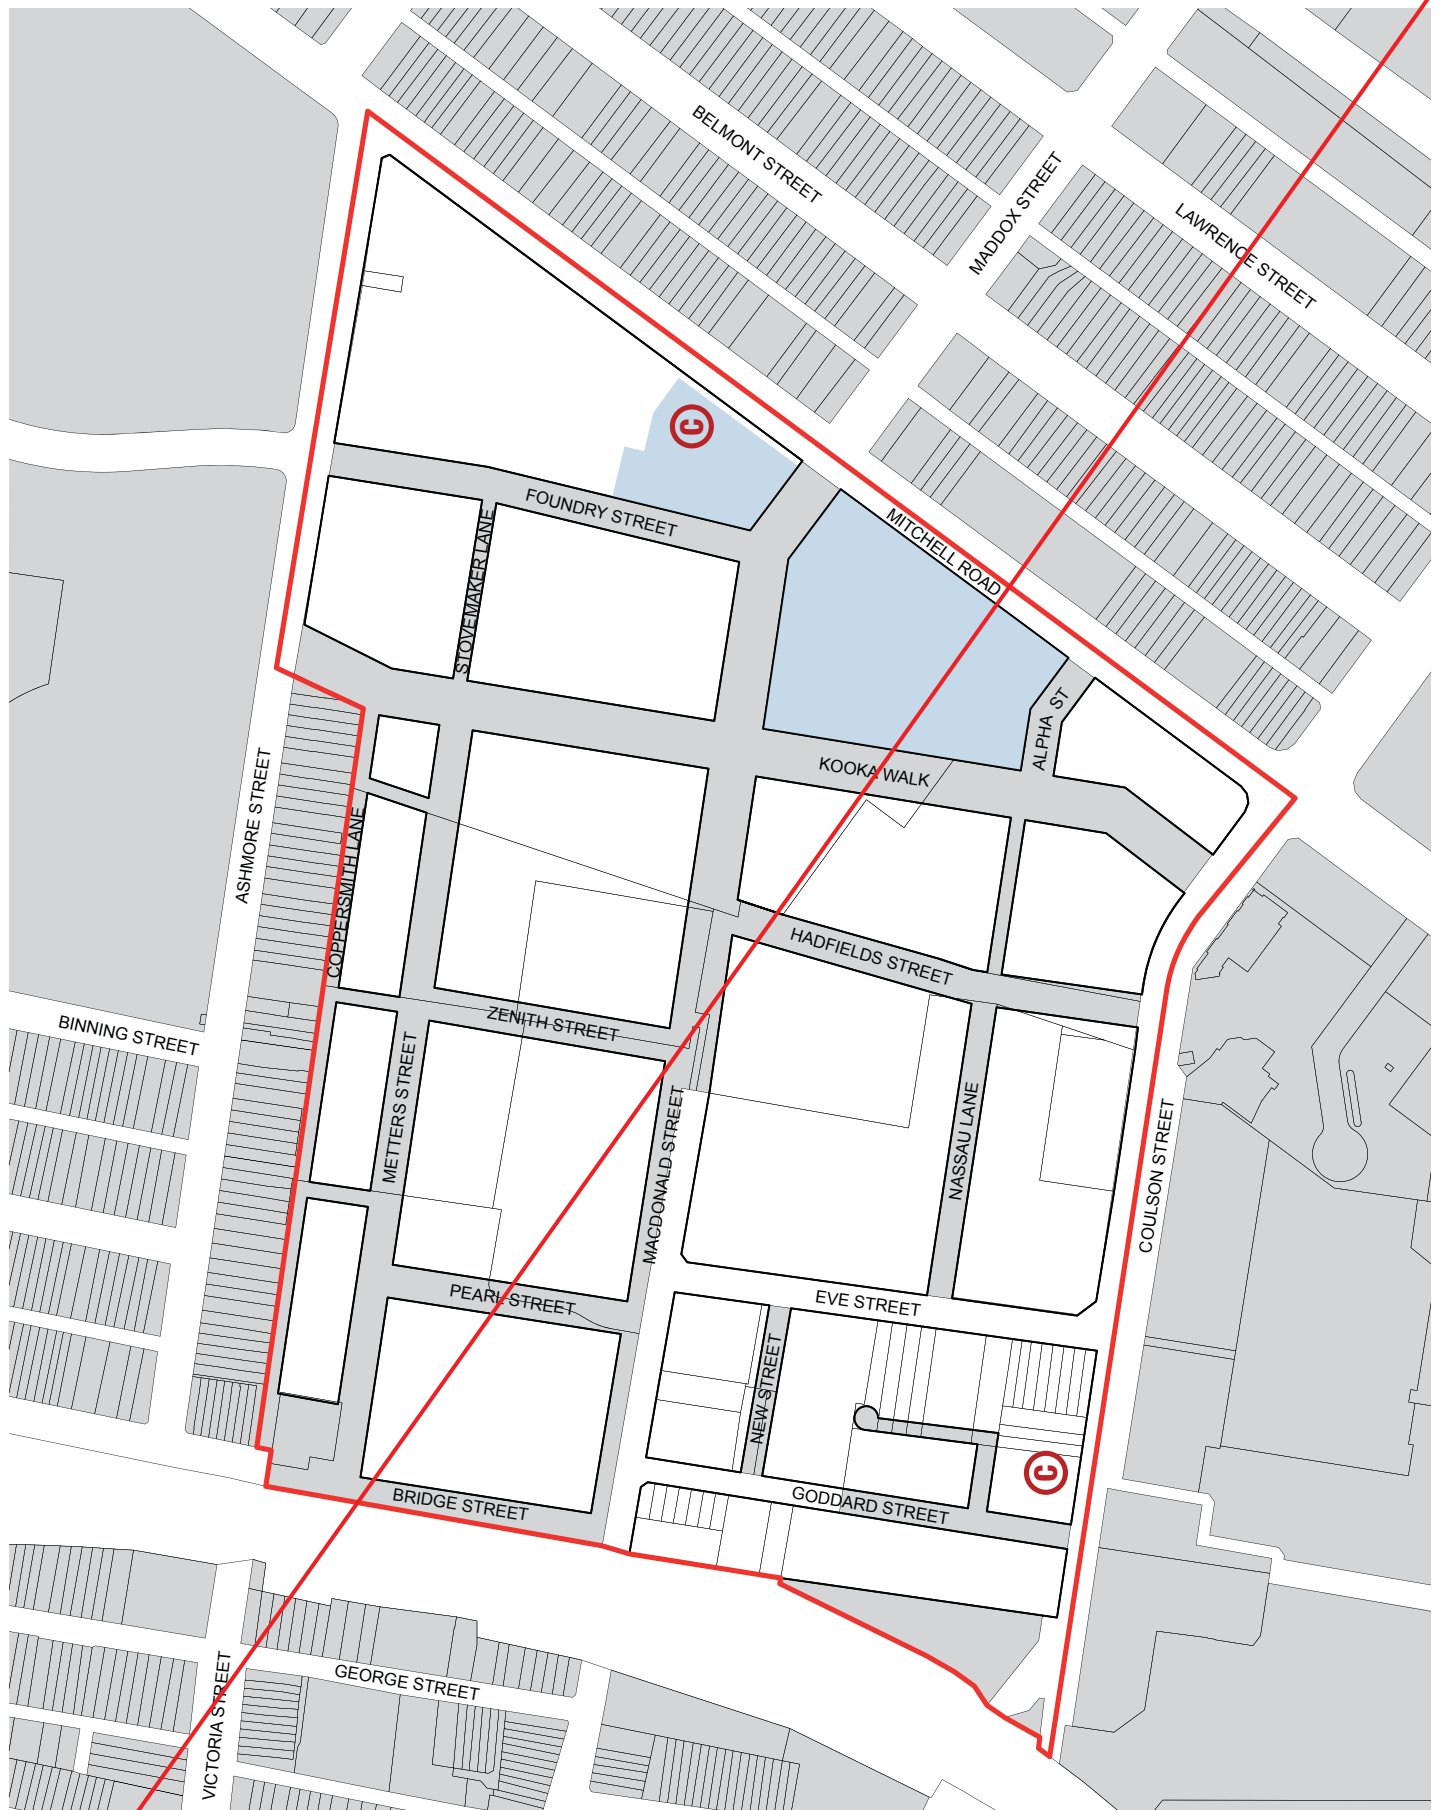 BELMONT STREET
MADDOX STREET
LAWRENCE STREET
C
FOUNDRY STREET
STOVEMAKER LANE
MITCHELL ROAD
ALPHA ST
KOOKA WALK
ASHMORE STREET
COPPERSMITH LANE
HADFIELDS STREET
BINNING STREET
ZENITH STREET
METTERS STREET
MACDONALD STREET
NASSAU LANE
COULSON STREET
PEARL STREET
EVE STREET
NEW STREET
C
BRIDGE STREET
GODDARD STREET
GEORGE STREET
VICTORIA STREET